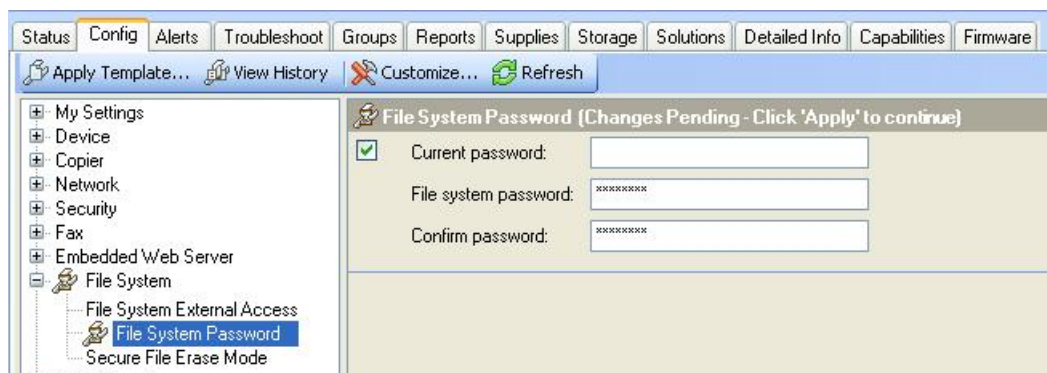 Status Config Alerts Troubleshoot Groups Reports Supplies Storage Solutions Detailed Info Capabilities Firmware
Apply Template... View History Customize... Refresh
My Settings
Device
Copier
Network
Security
Fax
Embedded Web Server
File System
File System External Access
File System Password
Secure File Erase Mode
File System Password (Changes Pending - Click 'Apply' to continue)
Current password:
File system password: ********
Confirm password: ********